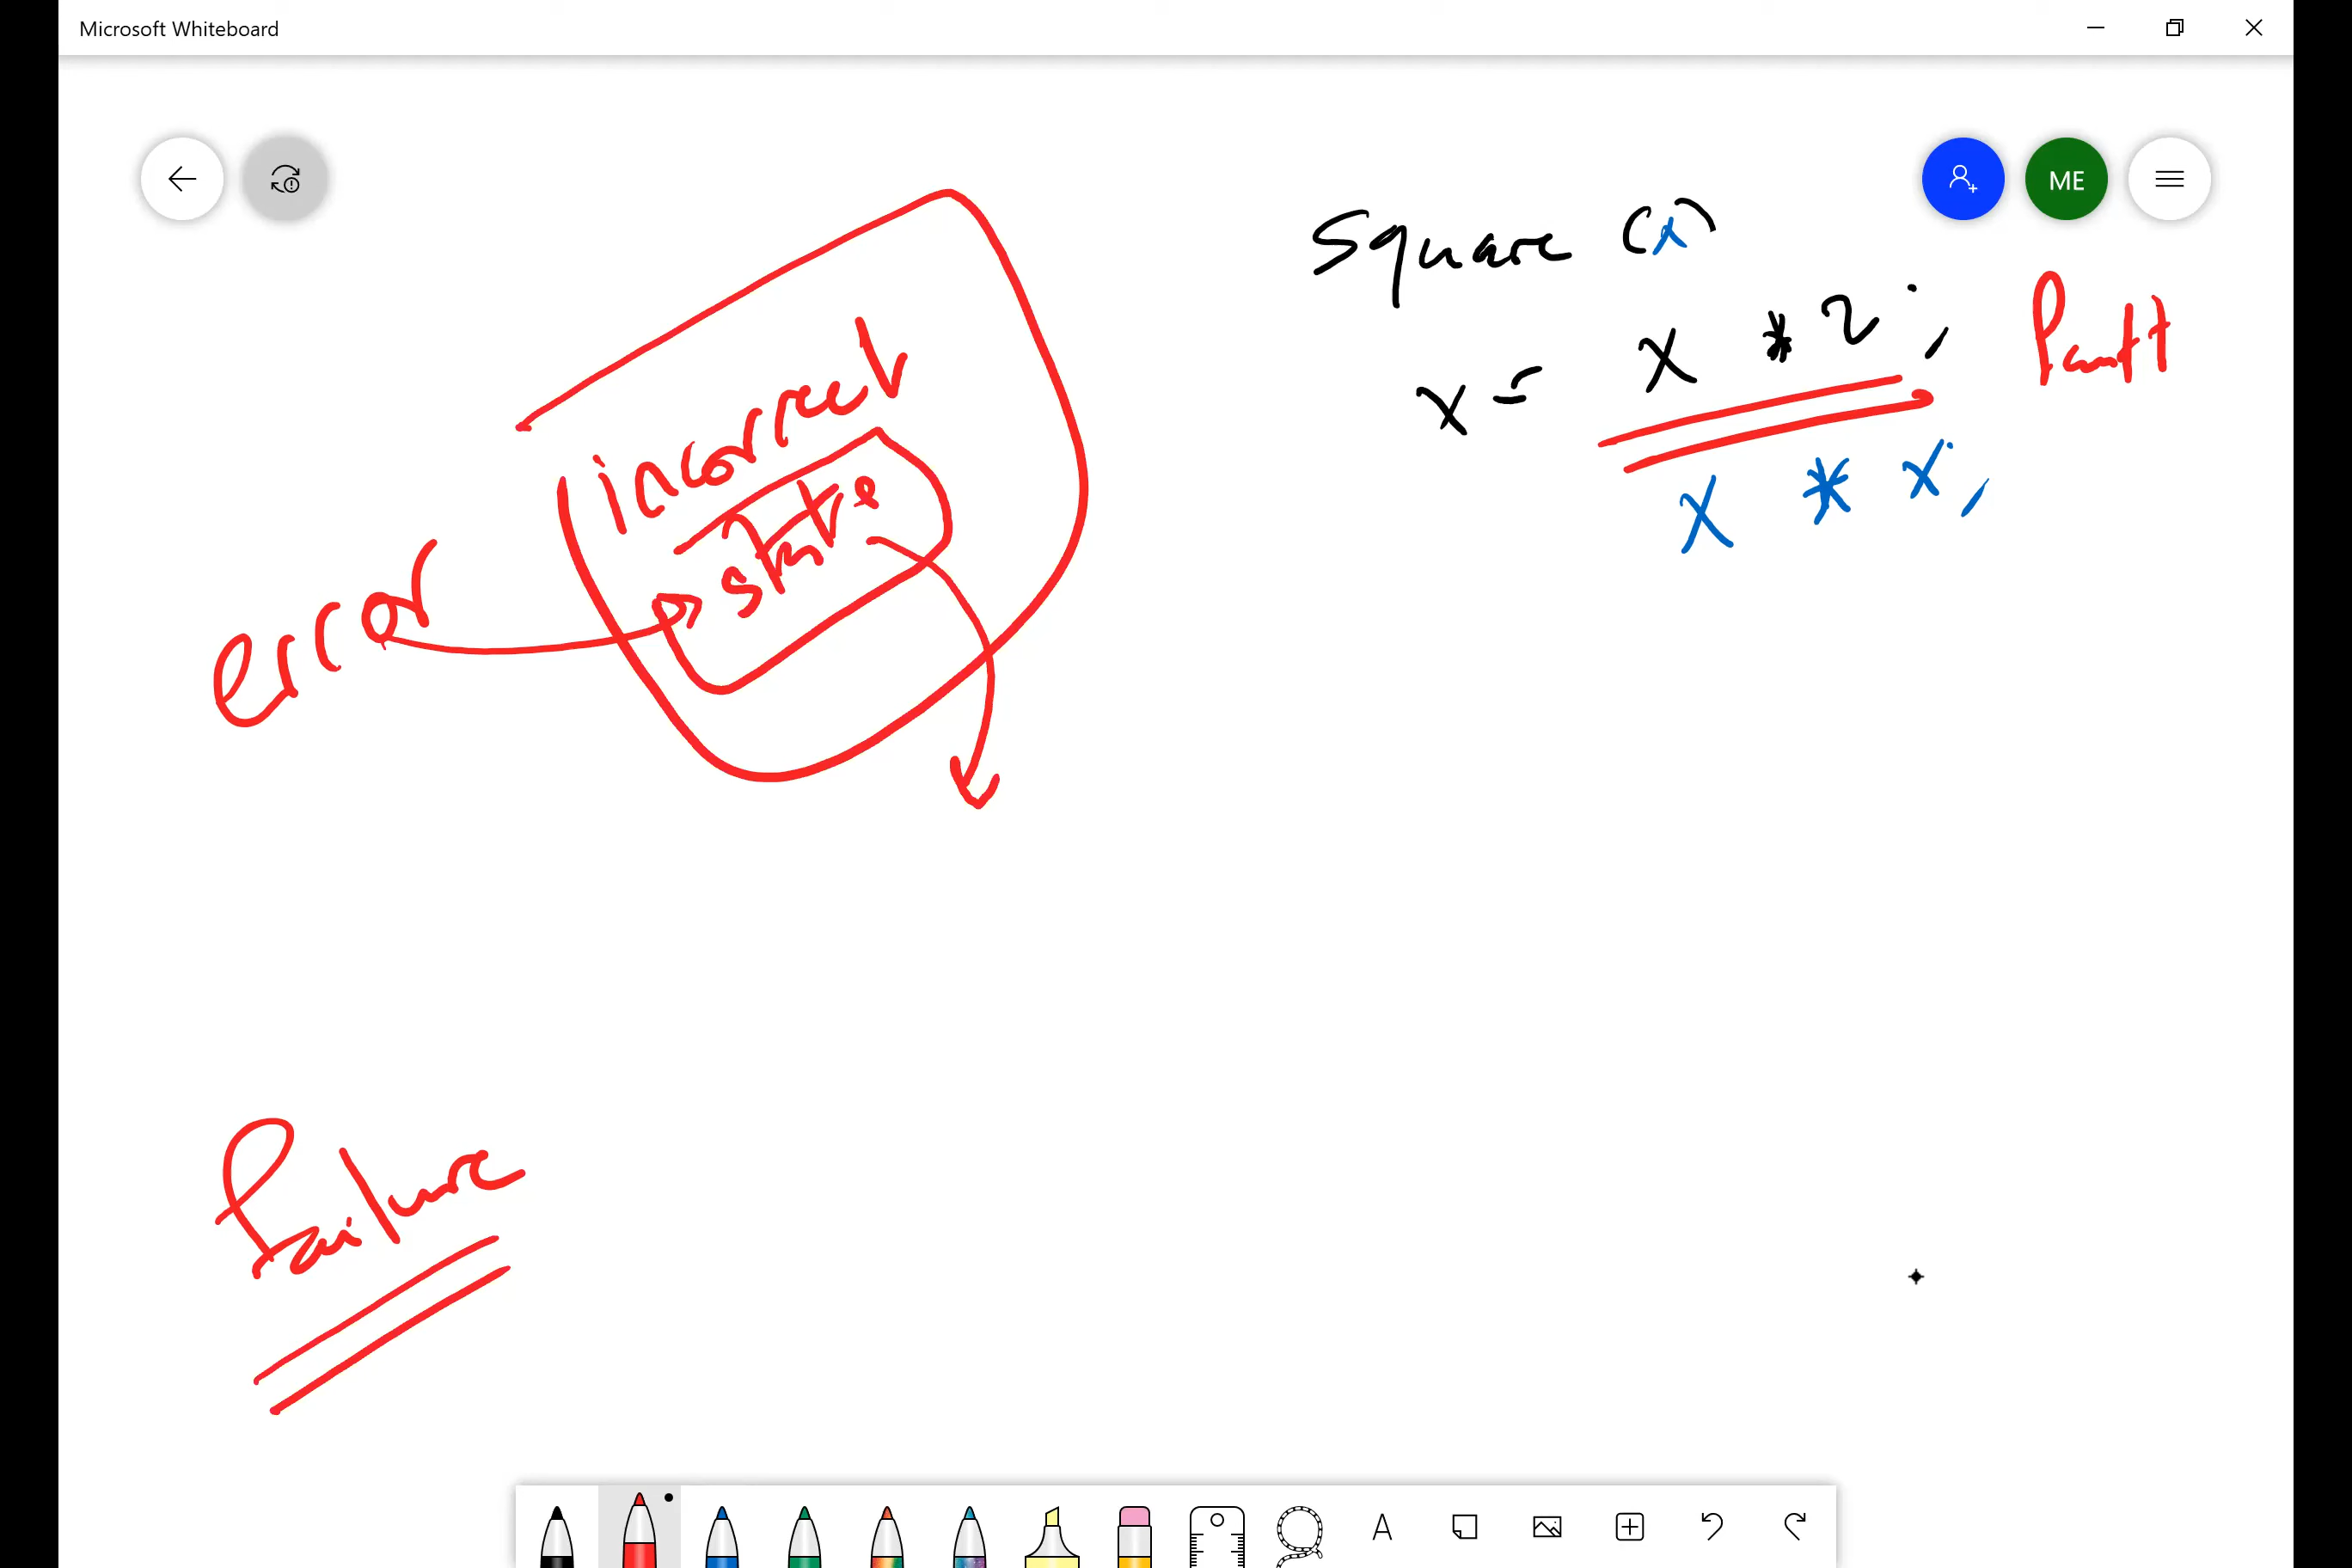 Microsoft Whiteboard
ME
Square (x)
x = x * 2 ;
Fault
x * x ;
incorrect
state
error
Failure
A